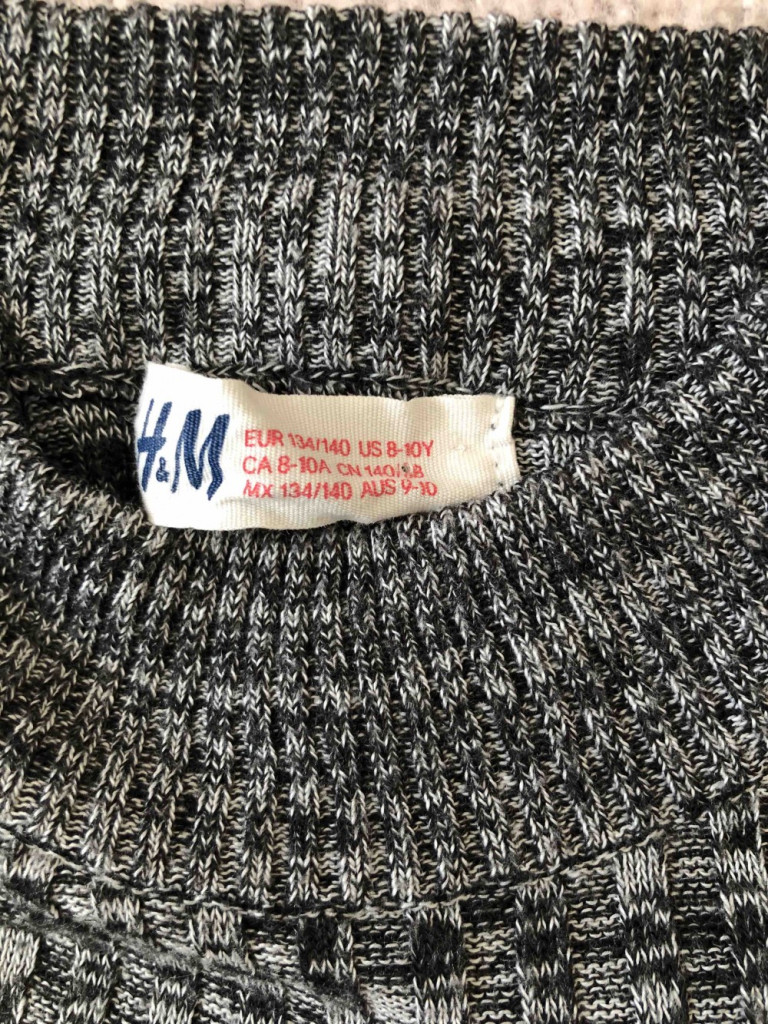 H&M
EUR 134/140 US 8-10Y
CA 8-10A CN 140/68
MX 134/140 AUS 9-10